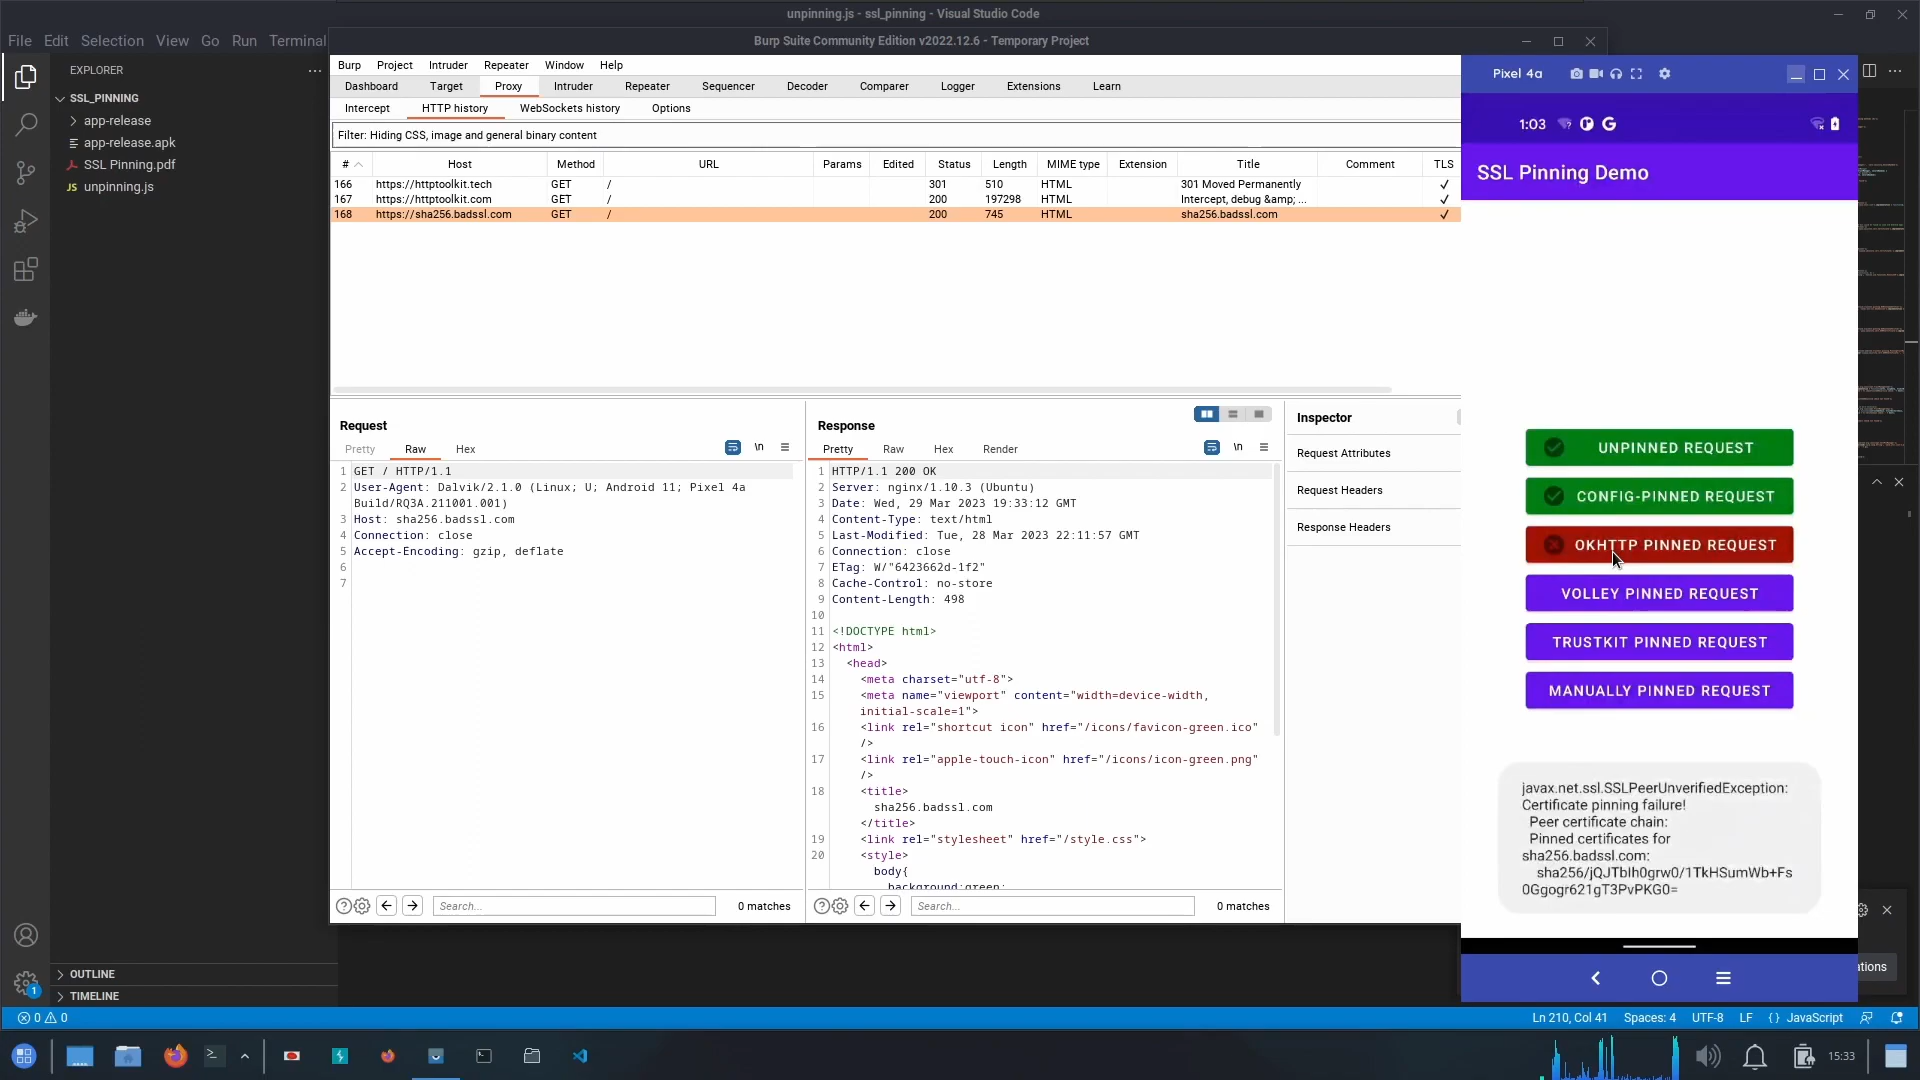 unpinning.js - ssl_pinning - Visual Studio Code
File Edit Selection View Go Run Terminal
Burp Suite Community Edition v2022.12.6 - Temporary Project
EXPLORER
SSL_PINNING
app-release
app-release.apk
SSL Pinning.pdf
unpinning.js
OUTLINE
TIMELINE
Burp Project Intruder Repeater Window Help
Dashboard Target Proxy Intruder Repeater Sequencer Decoder Comparer Logger Extensions Learn
Intercept HTTP history WebSockets history Options
Filter: Hiding CSS, image and general binary content
# Host Method URL Params Edited Status Length MIME type Extension Title Comment TLS
166 https://httptoolkit.tech GET / 301 510 HTML 301 Moved Permanently ✓
167 https://httptoolkit.com GET / 200 197298 HTML Intercept, debug &amp; ... ✓
168 https://sha256.badssl.com GET / 200 745 HTML sha256.badssl.com ✓
Request
Pretty Raw Hex
\n
1 GET / HTTP/1.1
2 User-Agent: Dalvik/2.1.0 (Linux; U; Android 11; Pixel 4a
Build/RQ3A.211001.001)
3 Host: sha256.badssl.com
4 Connection: close
5 Accept-Encoding: gzip, deflate
6
7
Search...
0 matches
Response
Pretty Raw Hex Render
\n
1 HTTP/1.1 200 OK
2 Server: nginx/1.10.3 (Ubuntu)
3 Date: Wed, 29 Mar 2023 19:33:12 GMT
4 Content-Type: text/html
5 Last-Modified: Tue, 28 Mar 2023 22:11:57 GMT
6 Connection: close
7 ETag: W/"6423662d-1f2"
8 Cache-Control: no-store
9 Content-Length: 498
10
11 <!DOCTYPE html>
12 <html>
13 <head>
14 <meta charset="utf-8">
15 <meta name="viewport" content="width=device-width,
initial-scale=1">
16 <link rel="shortcut icon" href="/icons/favicon-green.ico"
/>
17 <link rel="apple-touch-icon" href="/icons/icon-green.png"
/>
18 <title>
sha256.badssl.com
</title>
19 <link rel="stylesheet" href="/style.css">
20 <style>
body{
background:green;
Search...
0 matches
Inspector
Request Attributes
Request Headers
Response Headers
Pixel 4a
1:03
SSL Pinning Demo
UNPINNED REQUEST
CONFIG-PINNED REQUEST
OKHTTP PINNED REQUEST
VOLLEY PINNED REQUEST
TRUSTKIT PINNED REQUEST
MANUALLY PINNED REQUEST
javax.net.ssl.SSLPeerUnverifiedException:
Certificate pinning failure!
Peer certificate chain:
Pinned certificates for
sha256.badssl.com:
sha256/jQJTbIh0grw0/1TkHSumWb+Fs
0Ggogr621gT3PvPKG0=
1
0 0
Ln 210, Col 41 Spaces: 4 UTF-8 LF {} JavaScript
15:33